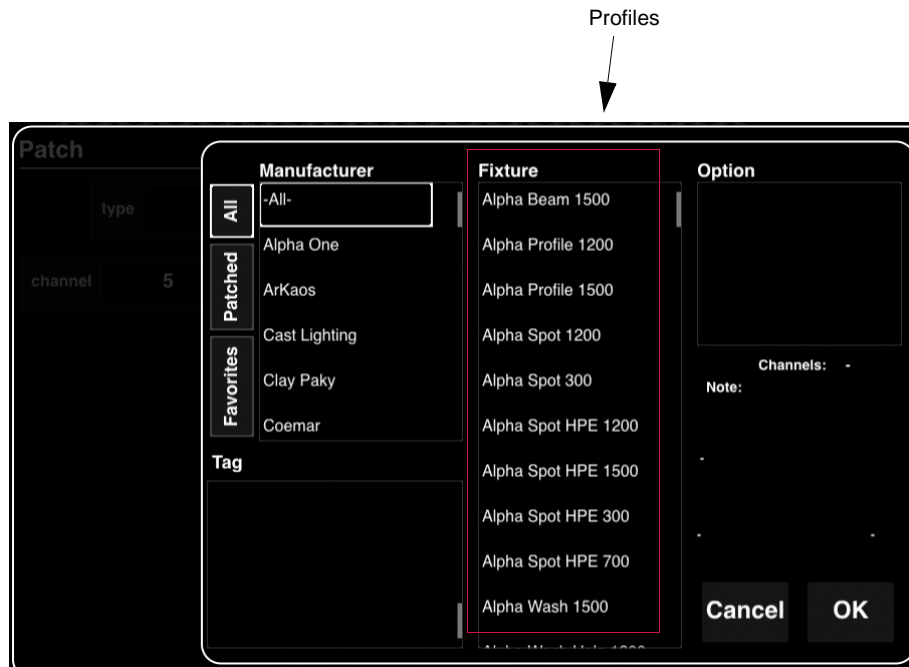 Profiles
Patch
type
channel 5
All
Patched
Favorites
Manufacturer
-All-
Alpha One
ArKaos
Cast Lighting
Clay Paky
Coemar
Tag
Fixture
Alpha Beam 1500
Alpha Profile 1200
Alpha Profile 1500
Alpha Spot 1200
Alpha Spot 300
Alpha Spot HPE 1200
Alpha Spot HPE 1500
Alpha Spot HPE 300
Alpha Spot HPE 700
Alpha Wash 1500
Option
Channels: -
Note:
-
- -
Cancel OK